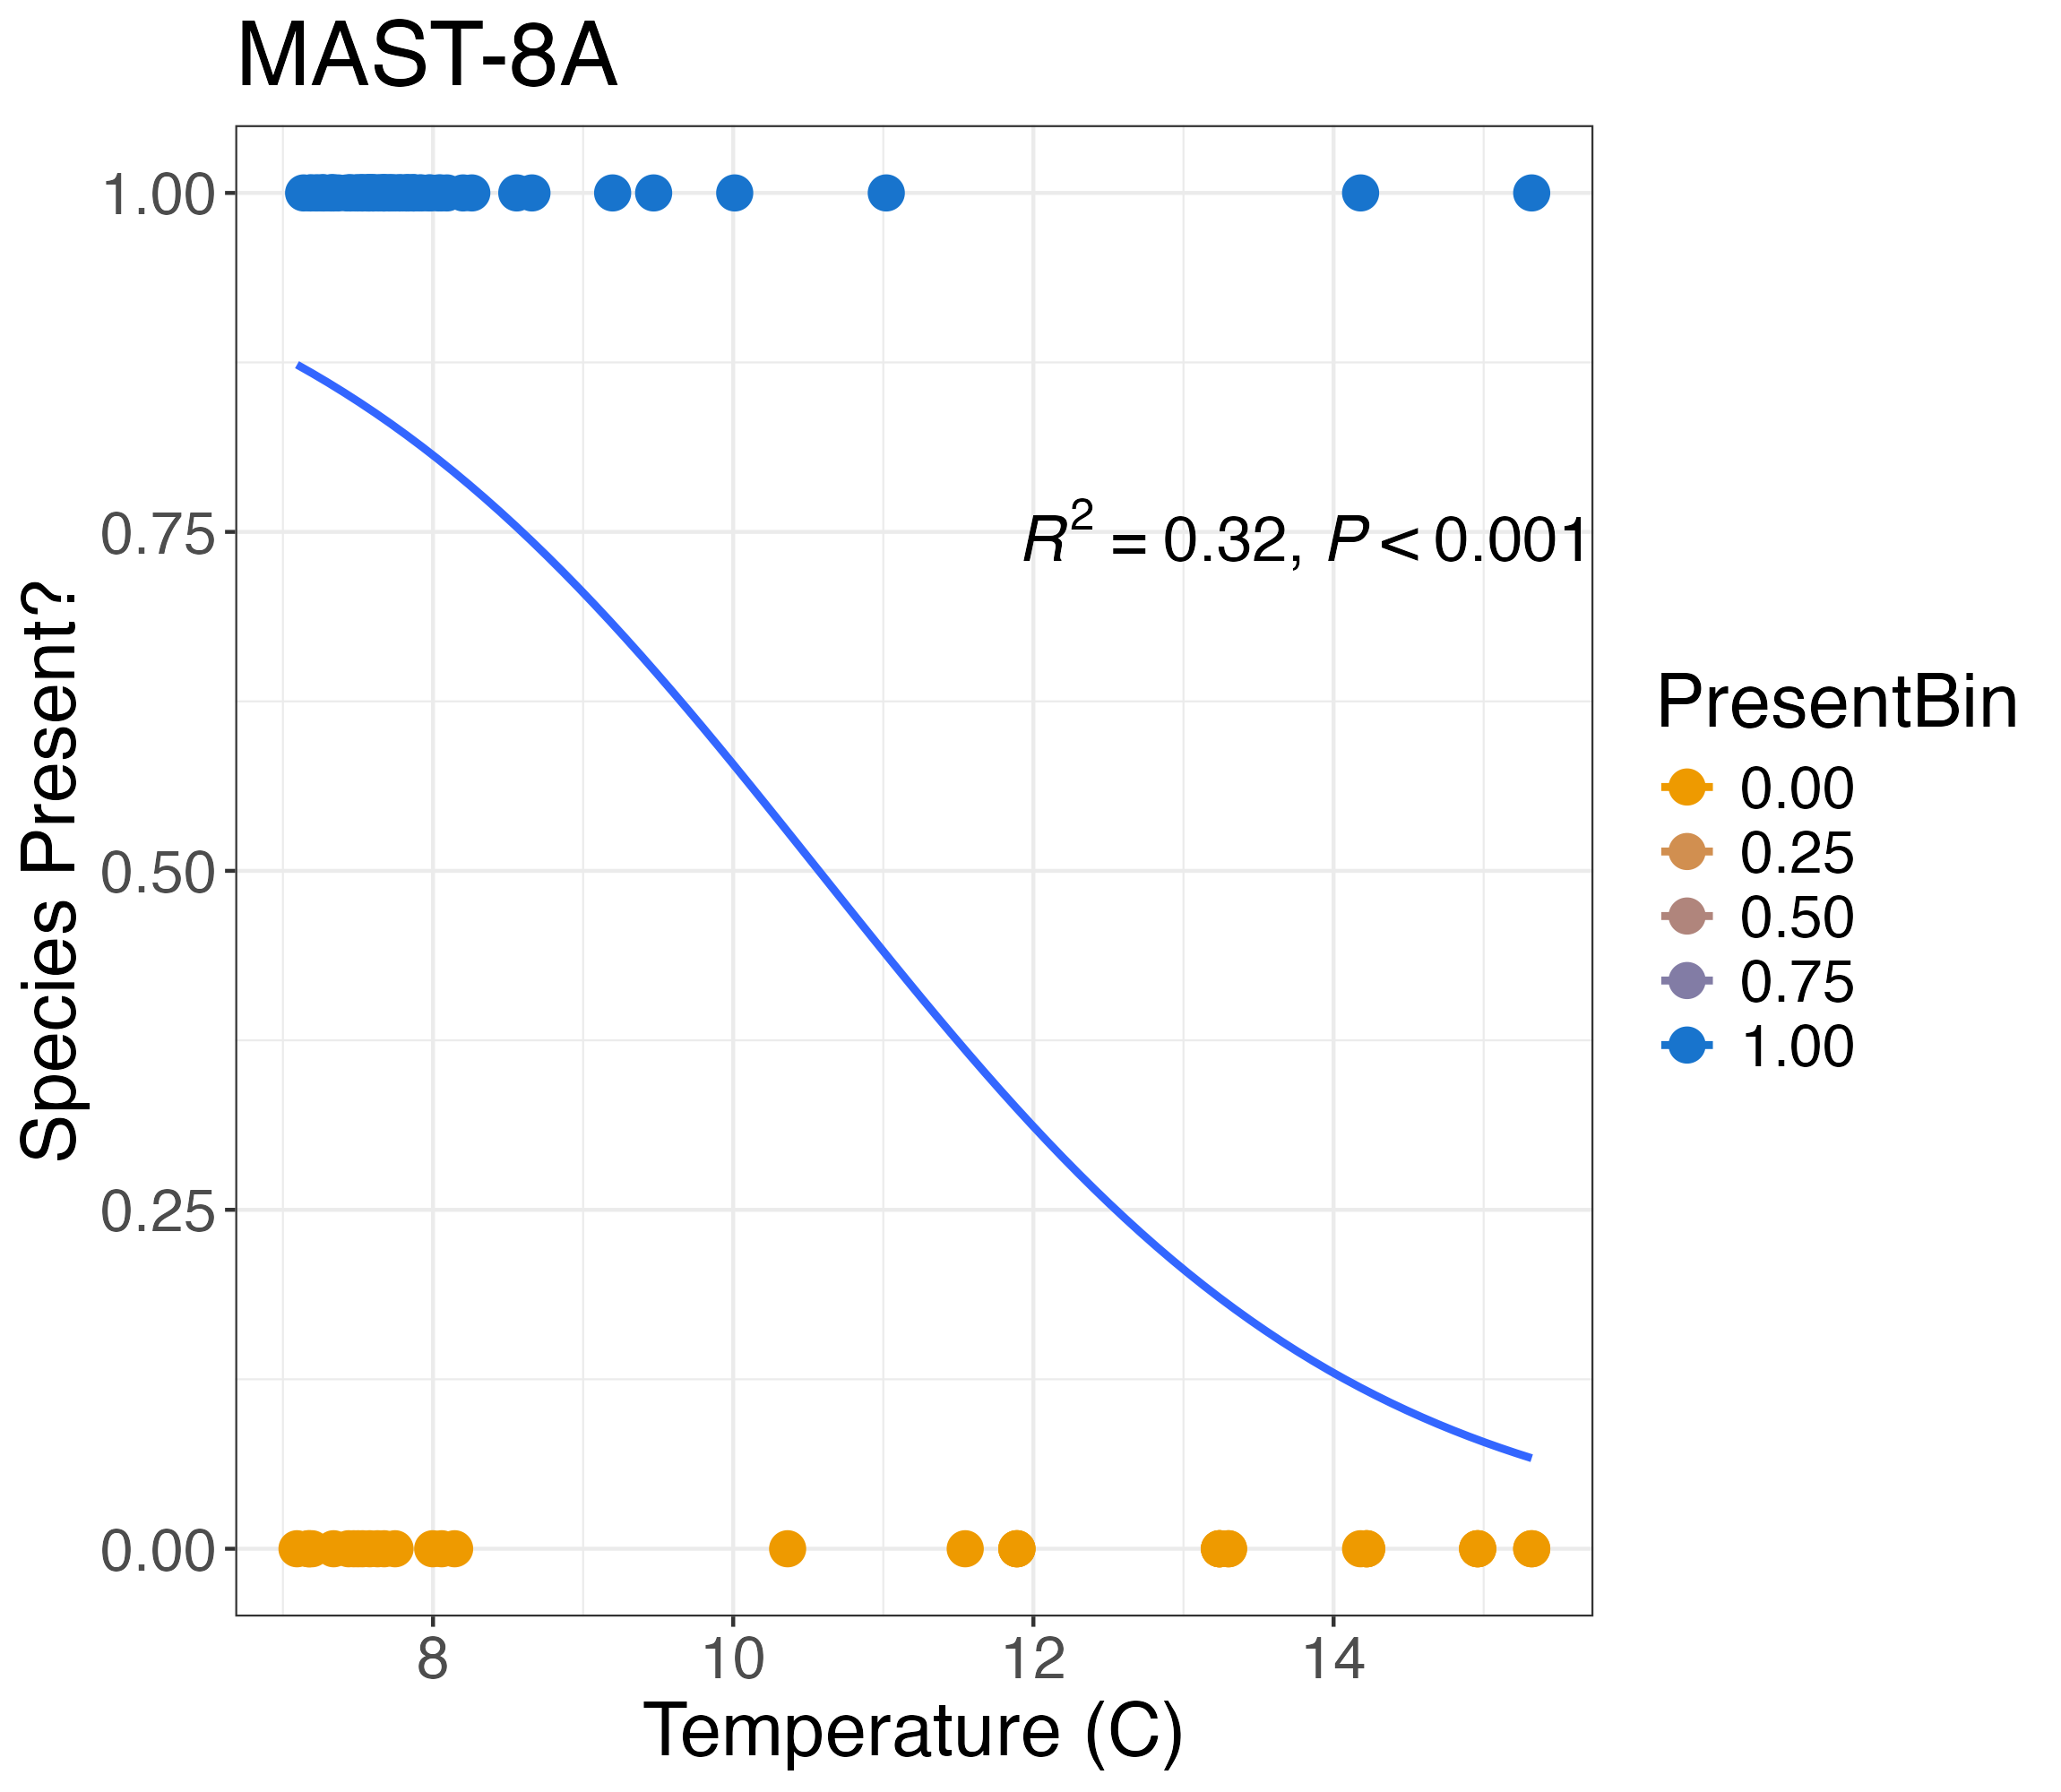 MAST-8A
1.00
0.75
0.50
0.25
0.00
Species Present?
R² = 0.32, P < 0.001
8 10 12 14
Temperature (C)
PresentBin
0.00
0.25
0.50
0.75
1.00